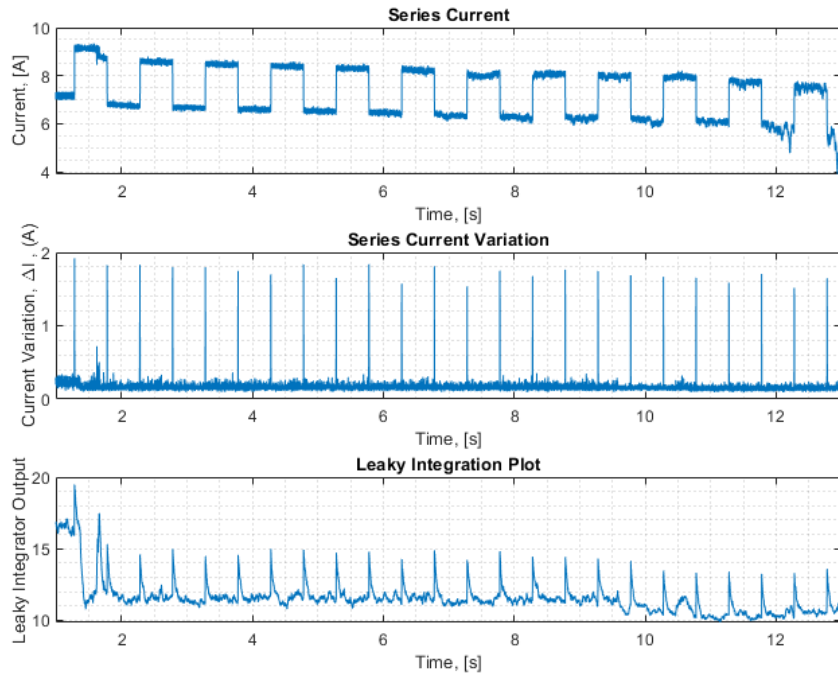 Series Current
10
8
6
4
Current, [A]
2 4 6 8 10 12
Time, [s]
Series Current Variation
2
1
0
Current Variation, ΔI , (A)
2 4 6 8 10 12
Time, [s]
Leaky Integration Plot
20
15
10
Leaky Integrator Output
2 4 6 8 10 12
Time, [s]